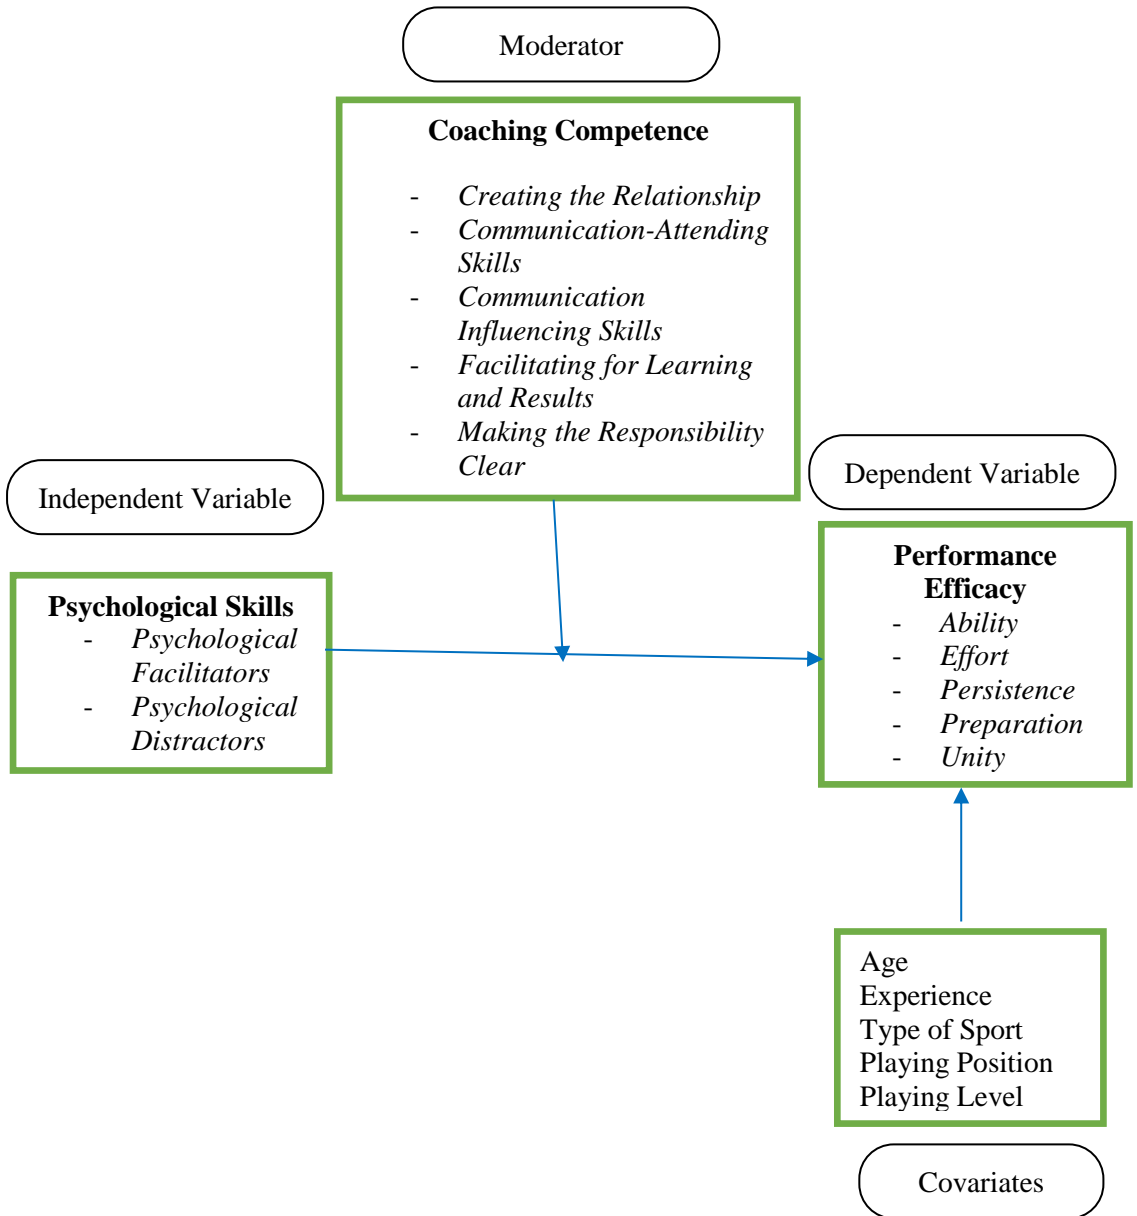 Moderator
Coaching Competence
- Creating the Relationship
- Communication-Attending
Skills
- Communication
Influencing Skills
- Facilitating for Learning
and Results
- Making the Responsibility
Clear
Independent Variable
Psychological Skills
- Psychological
Facilitators
- Psychological
Distractors
Dependent Variable
Performance
Efficacy
- Ability
- Effort
- Persistence
- Preparation
- Unity
Age
Experience
Type of Sport
Playing Position
Playing Level
Covariates